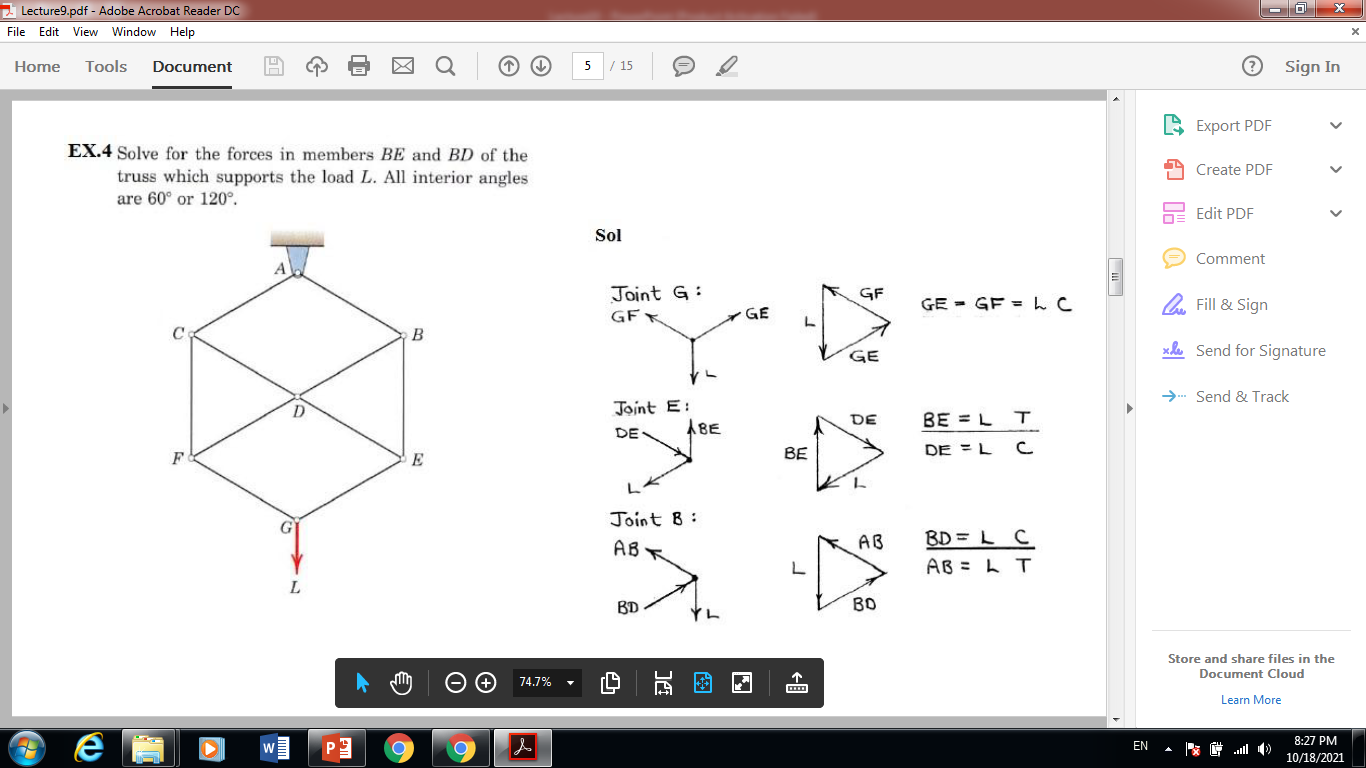 Lecture9.pdf - Adobe Acrobat Reader DC
File Edit View Window Help
Home Tools Document 5 / 15 Sign In
EX.4 Solve for the forces in members BE and BD of the
truss which supports the load L. All interior angles
are 60° or 120°.
A
C
B
D
F
E
G
L
Sol
Joint G :
GF
GE
L
GF
L
GE
GE = GF = L C
Joint E :
DE
BE
L
DE
BE
L
BE = L T
DE = L C
Joint B :
AB
BD
L
AB
L
BD
BD = L C
AB = L T
74.7%
Export PDF
Create PDF
Edit PDF
Comment
Fill & Sign
Send for Signature
Send & Track
Store and share files in the
Document Cloud
Learn More
EN
8:27 PM
10/18/2021